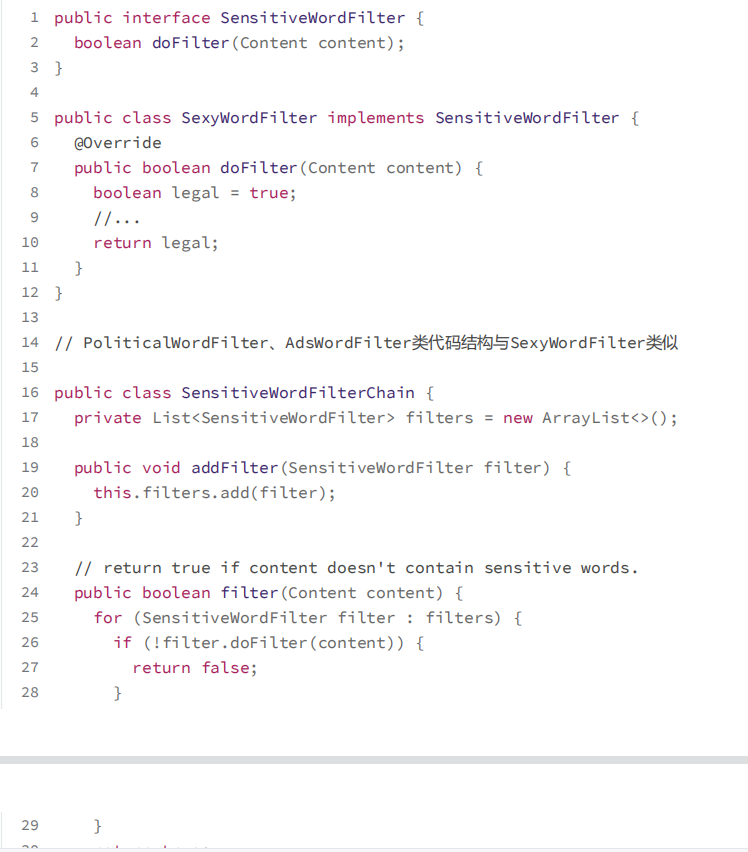 1 public interface SensitiveWordFilter {
2   boolean doFilter(Content content);
3 }
4
5 public class SexyWordFilter implements SensitiveWordFilter {
6   @Override
7   public boolean doFilter(Content content) {
8     boolean legal = true;
9     //...
10     return legal;
11   }
12 }
13
14 // PoliticalWordFilter、AdsWordFilter类代码结构与SexyWordFilter类似
15
16 public class SensitiveWordFilterChain {
17   private List<SensitiveWordFilter> filters = new ArrayList<>();
18
19   public void addFilter(SensitiveWordFilter filter) {
20     this.filters.add(filter);
21   }
22
23   // return true if content doesn't contain sensitive words.
24   public boolean filter(Content content) {
25     for (SensitiveWordFilter filter : filters) {
26       if (!filter.doFilter(content)) {
27         return false;
28       }
29     }